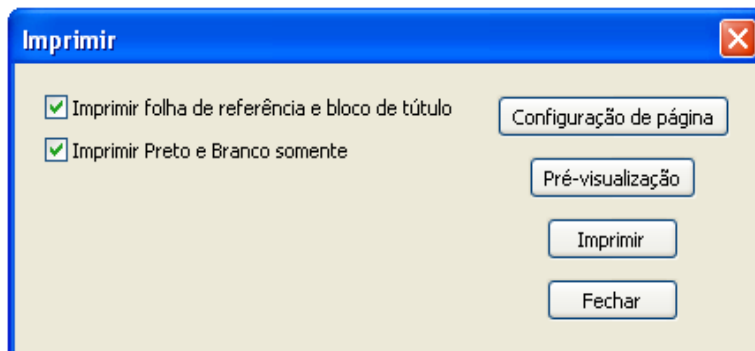 Imprimir
Imprimir folha de referência e bloco de tútulo
Imprimir Preto e Branco somente
Configuração de página
Pré-visualização
Imprimir
Fechar